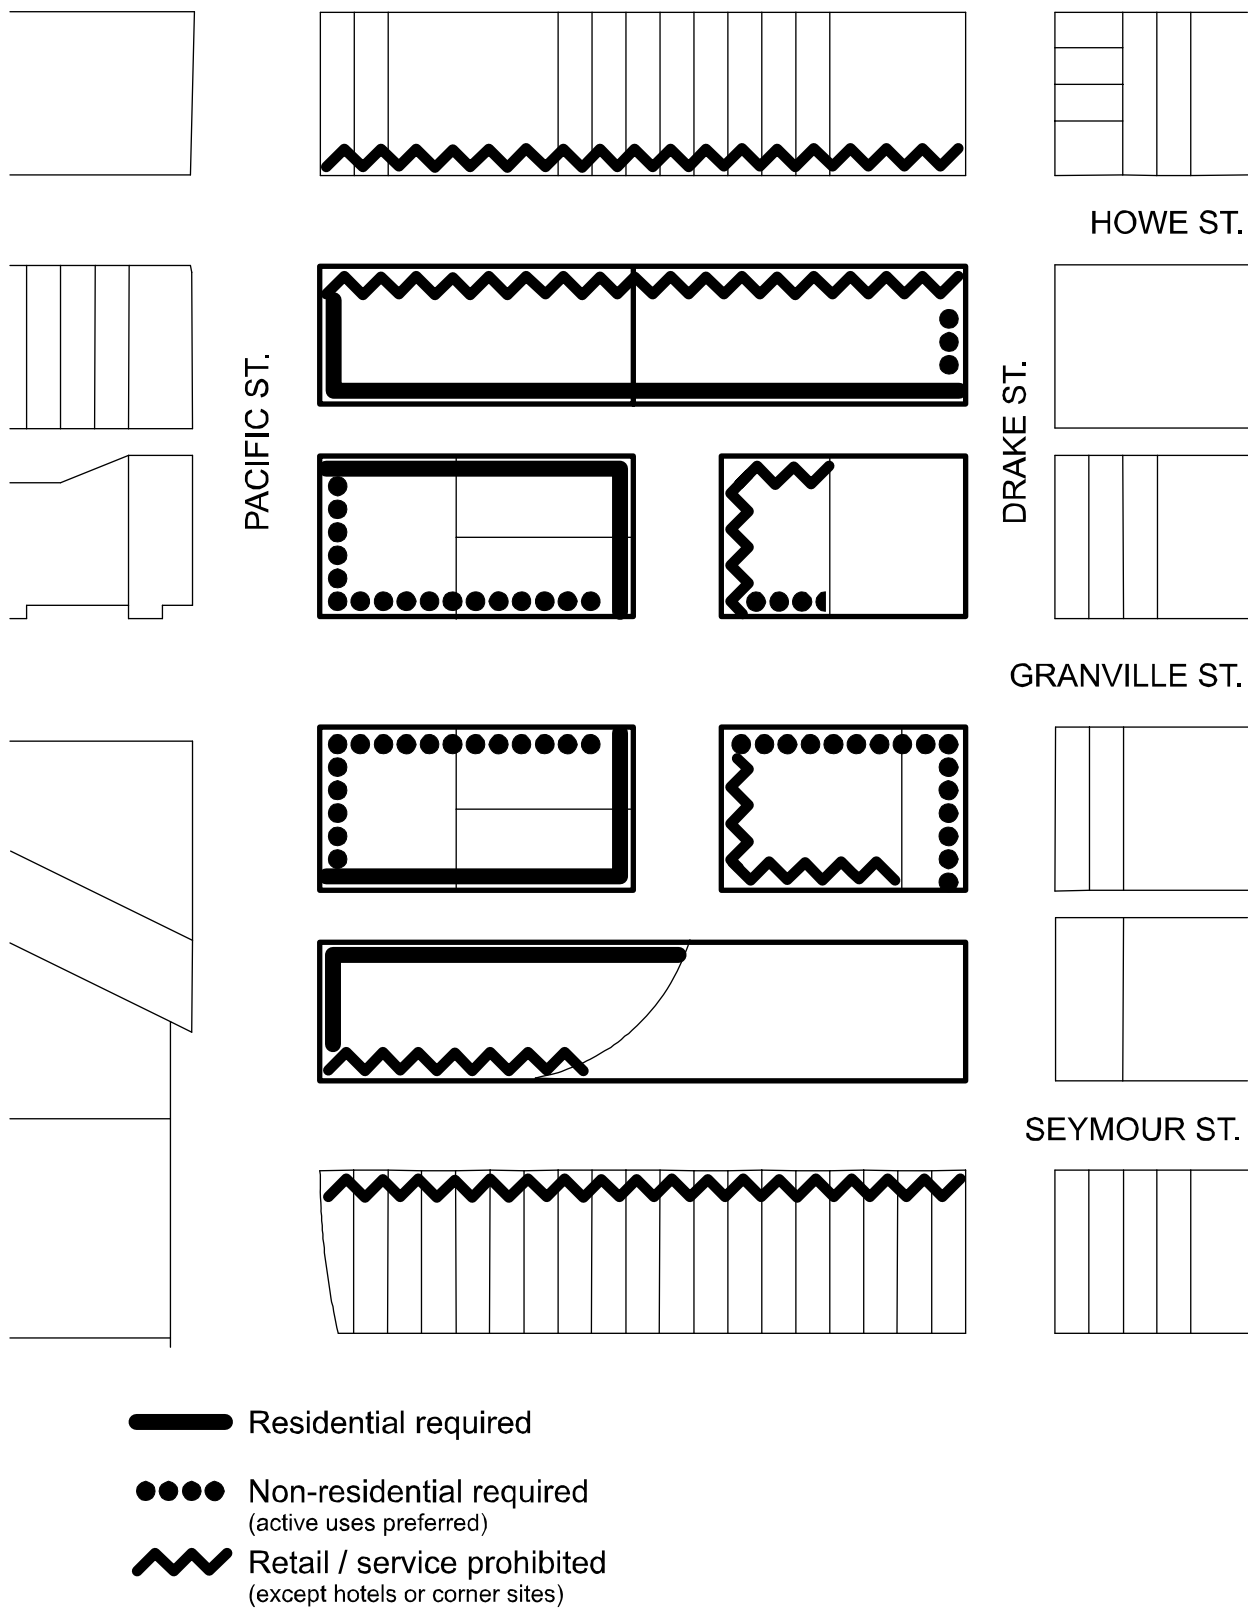 HOWE ST.
PACIFIC ST.
DRAKE ST.
GRANVILLE ST.
SEYMOUR ST.
Residential required
Non-residential required
(active uses preferred)
Retail / service prohibited
(except hotels or corner sites)